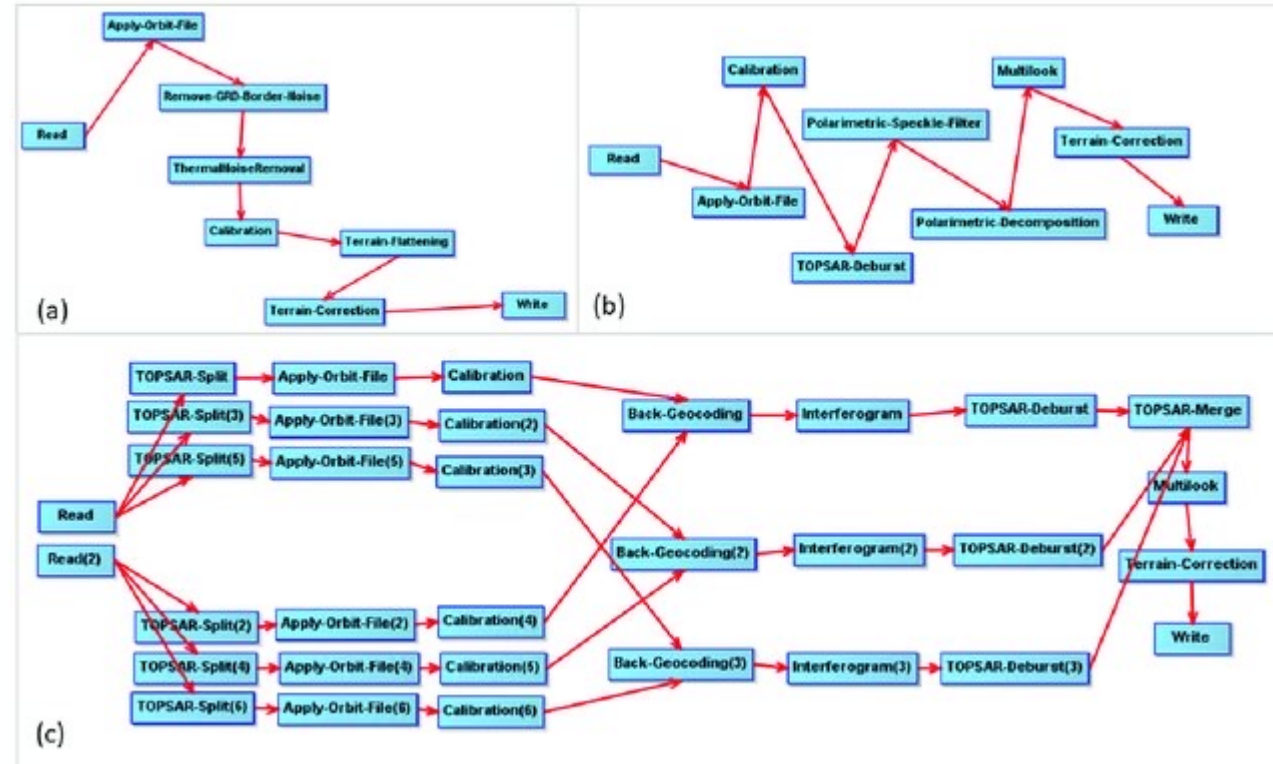 Apply-Orbit-File
Remove-GRD-Border-Noise
Read
ThermalNoiseRemoval
Calibration
Terrain-Flattening
Terrain-Correction
Write
(a)
Calibration
Multilook
Polarimetric-Speckle-Filter
Terrain-Correction
Read
Apply-Orbit-File
Polarimetric-Decomposition
Write
TOPSAR-Deburst
(b)
TOPSAR-Split
Apply-Orbit-File
Calibration
TOPSAR-Split(3)
Apply-Orbit-File(3)
Calibration(2)
TOPSAR-Split(5)
Apply-Orbit-File(5)
Calibration(3)
Back-Geocoding
Interferogram
TOPSAR-Deburst
TOPSAR-Merge
Multilook
Read
Read(2)
Back-Geocoding(2)
Interferogram(2)
TOPSAR-Deburst(2)
Terrain-Correction
TOPSAR-Split(2)
Apply-Orbit-File(2)
Calibration(4)
Write
TOPSAR-Split(4)
Apply-Orbit-File(4)
Calibration(5)
Back-Geocoding(3)
Interferogram(3)
TOPSAR-Deburst(3)
TOPSAR-Split(6)
Apply-Orbit-File(6)
Calibration(6)
(c)